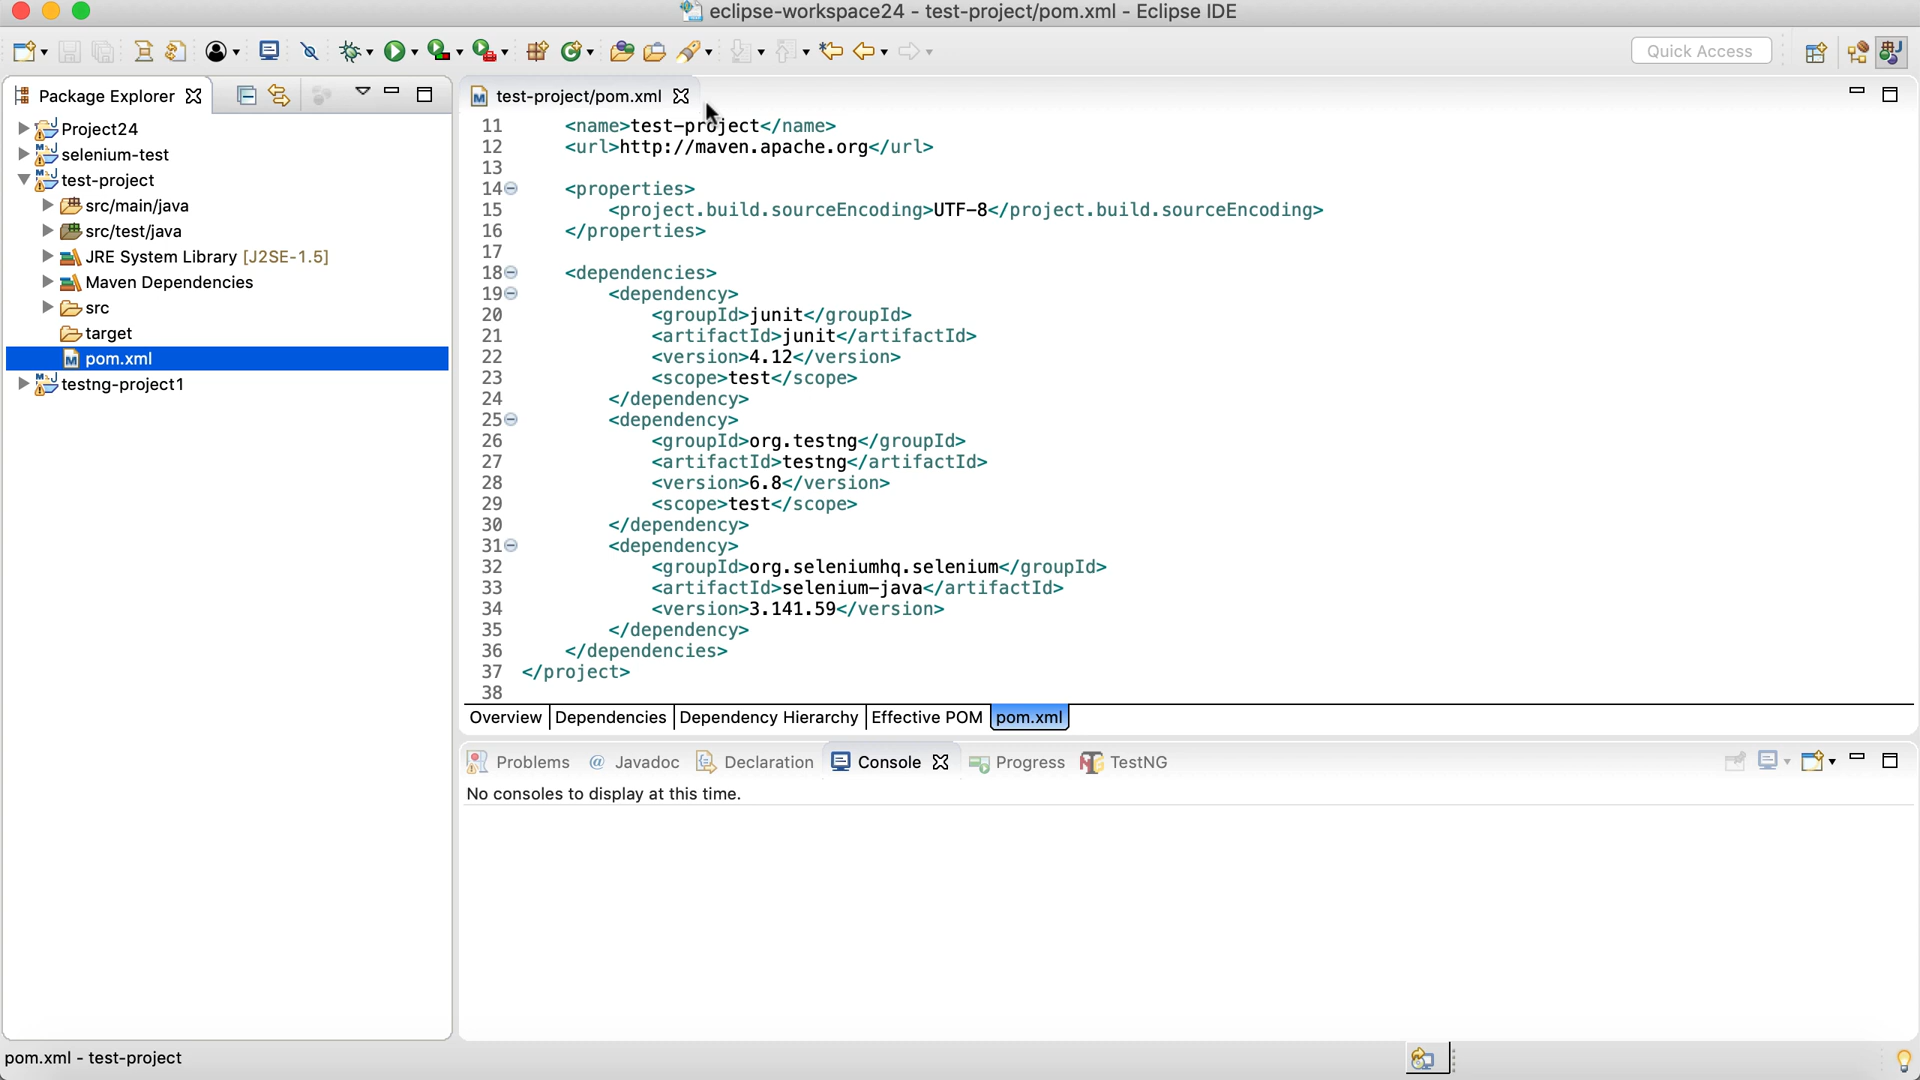 eclipse-workspace24 - test-project/pom.xml - Eclipse IDE
Quick Access
Package Explorer
Project24
selenium-test
test-project
src/main/java
src/test/java
JRE System Library [J2SE-1.5]
Maven Dependencies
src
target
pom.xml
testng-project1
test-project/pom.xml
11 <name>test-project</name>
12 <url>http://maven.apache.org</url>
13
14 <properties>
15 <project.build.sourceEncoding>UTF-8</project.build.sourceEncoding>
16 </properties>
17
18 <dependencies>
19 <dependency>
20 <groupId>junit</groupId>
21 <artifactId>junit</artifactId>
22 <version>4.12</version>
23 <scope>test</scope>
24 </dependency>
25 <dependency>
26 <groupId>org.testng</groupId>
27 <artifactId>testng</artifactId>
28 <version>6.8</version>
29 <scope>test</scope>
30 </dependency>
31 <dependency>
32 <groupId>org.seleniumhq.selenium</groupId>
33 <artifactId>selenium-java</artifactId>
34 <version>3.141.59</version>
35 </dependency>
36 </dependencies>
37 </project>
38
Overview Dependencies Dependency Hierarchy Effective POM pom.xml
Problems @ Javadoc Declaration Console Progress TestNG
No consoles to display at this time.
pom.xml - test-project